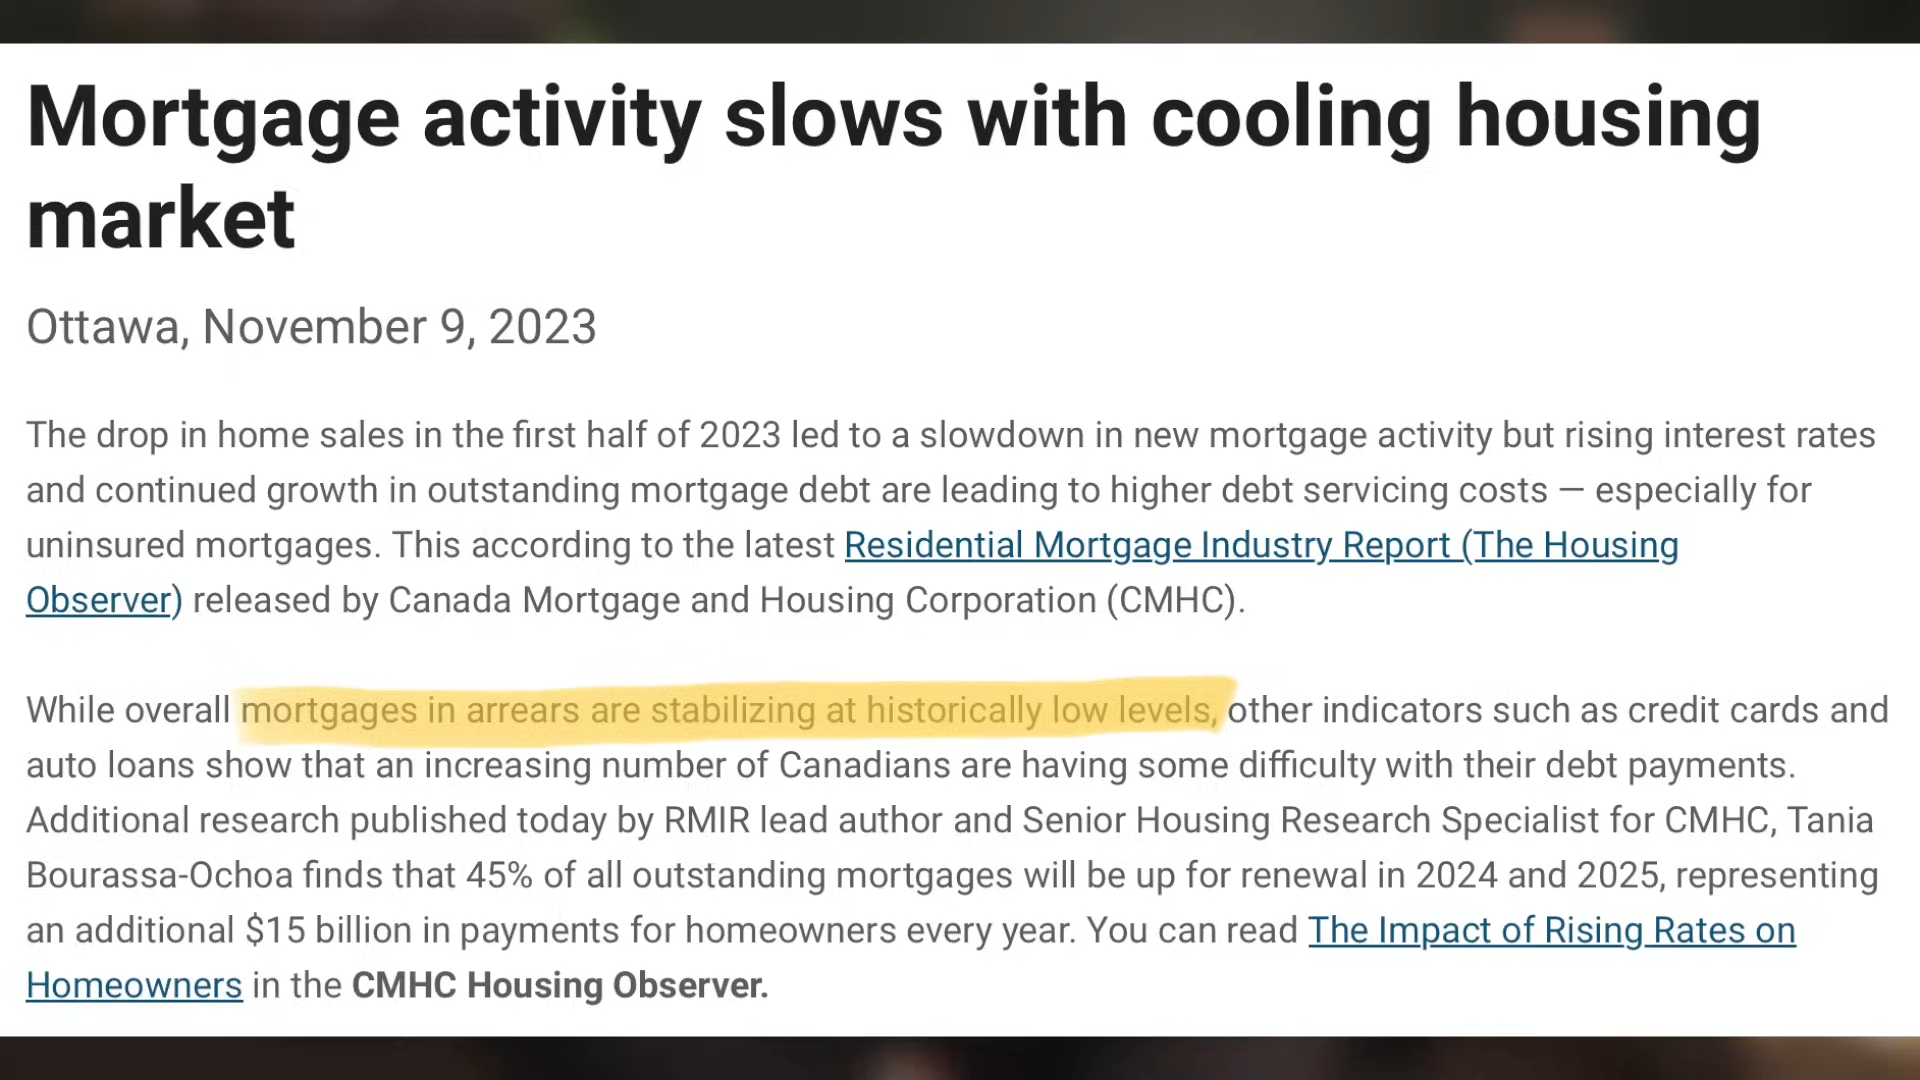 Mortgage activity slows with cooling housing
market
Ottawa, November 9, 2023
The drop in home sales in the first half of 2023 led to a slowdown in new mortgage activity but rising interest rates
and continued growth in outstanding mortgage debt are leading to higher debt servicing costs — especially for
uninsured mortgages. This according to the latest Residential Mortgage Industry Report (The Housing
Observer) released by Canada Mortgage and Housing Corporation (CMHC).
While overall mortgages in arrears are stabilizing at historically low levels, other indicators such as credit cards and
auto loans show that an increasing number of Canadians are having some difficulty with their debt payments.
Additional research published today by RMIR lead author and Senior Housing Research Specialist for CMHC, Tania
Bourassa-Ochoa finds that 45% of all outstanding mortgages will be up for renewal in 2024 and 2025, representing
an additional $15 billion in payments for homeowners every year. You can read The Impact of Rising Rates on
Homeowners in the CMHC Housing Observer.